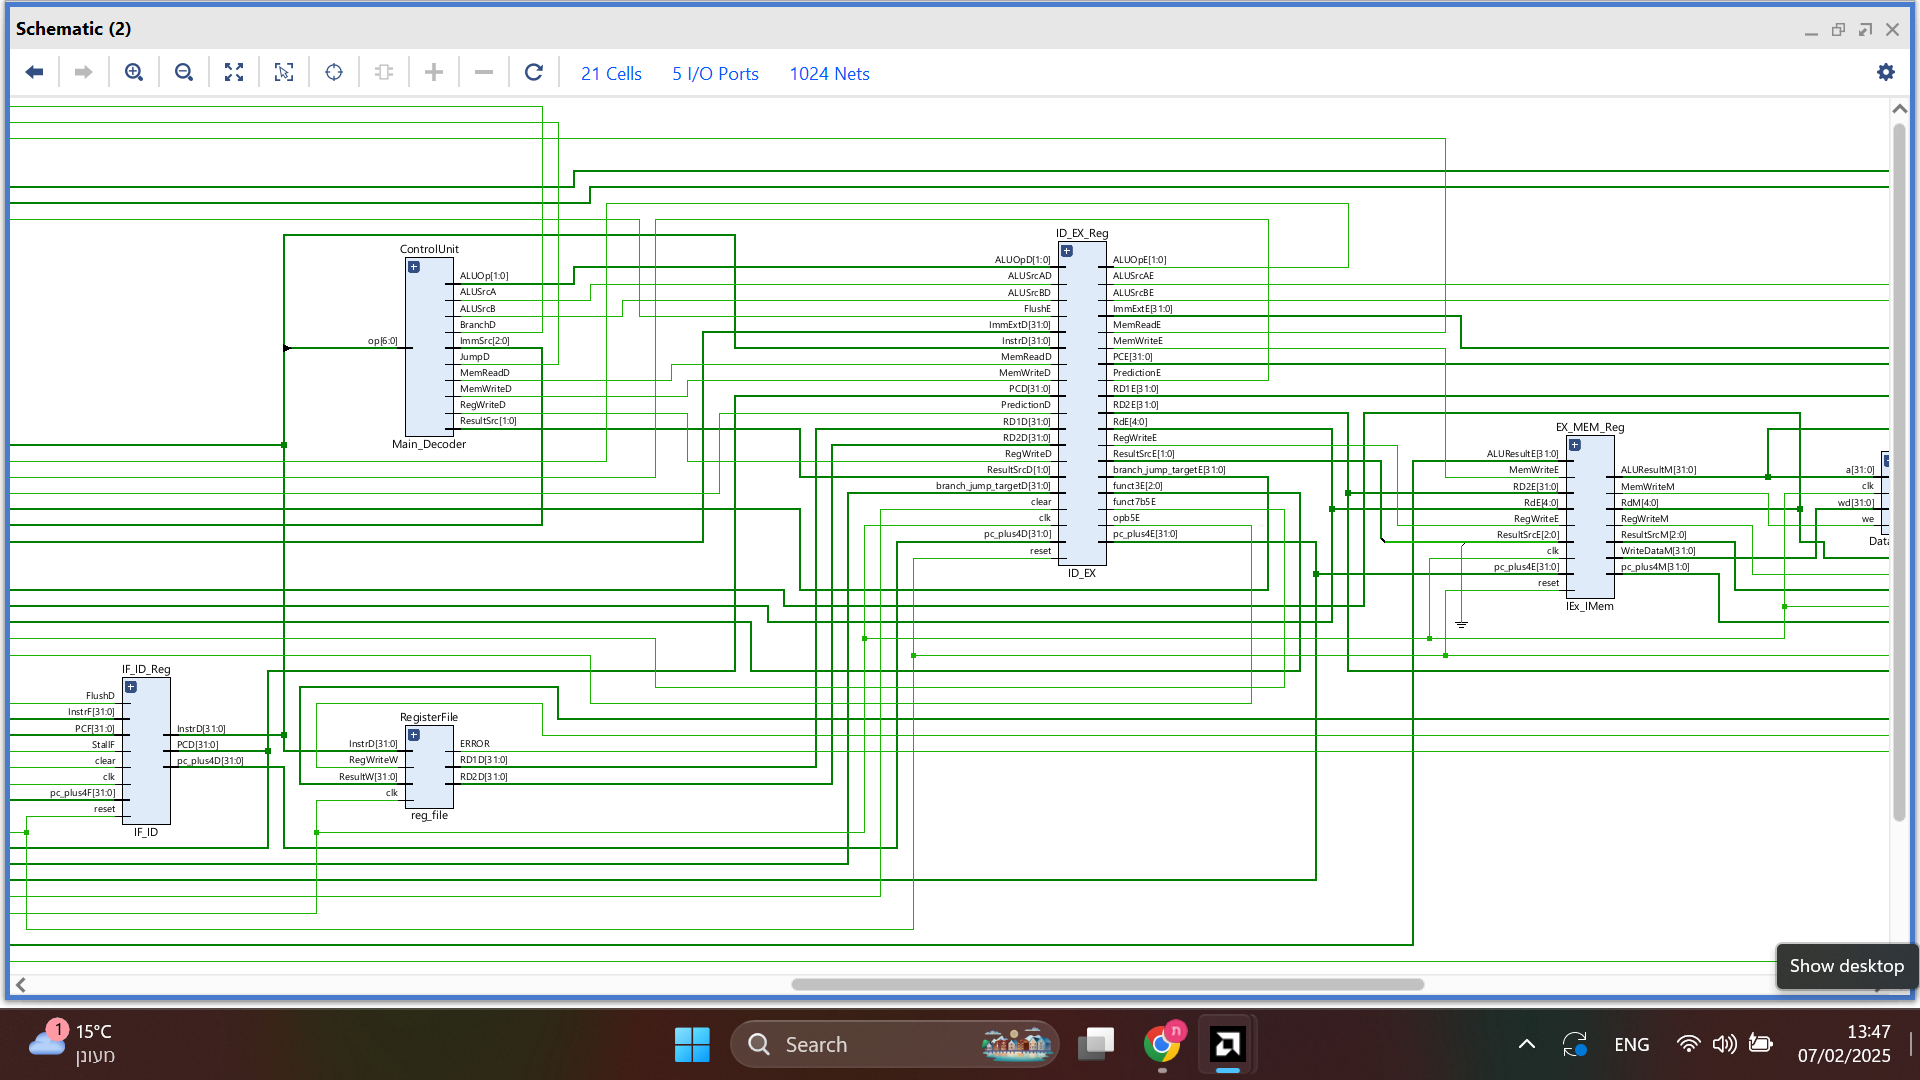 Schematic (2)
21 Cells
5 I/O Ports
1024 Nets
ControlUnit
op[6:0]
ALUOp[1:0]
ALUSrcA
ALUSrcB
BranchD
ImmSrc[2:0]
JumpD
MemReadD
MemWriteD
RegWriteD
ResultSrc[1:0]
Main_Decoder
ID_EX_Reg
ALUOpD[1:0]
ALUSrcAD
ALUSrcBD
FlushE
ImmExtD[31:0]
InstrD[31:0]
MemReadD
MemWriteD
PCD[31:0]
PredictionD
RD1D[31:0]
RD2D[31:0]
RegWriteD
ResultSrcD[1:0]
branch_jump_targetD[31:0]
clear
clk
pc_plus4D[31:0]
reset
ALUOpE[1:0]
ALUSrcAE
ALUSrcBE
ImmExtE[31:0]
MemReadE
MemWriteE
PCE[31:0]
PredictionE
RD1E[31:0]
RD2E[31:0]
RdE[4:0]
RegWriteE
ResultSrcE[1:0]
branch_jump_targetE[31:0]
funct3E[2:0]
funct7b5E
opb5E
pc_plus4E[31:0]
ID_EX
EX_MEM_Reg
ALUResultE[31:0]
MemWriteE
RD2E[31:0]
RdE[4:0]
RegWriteE
ResultSrcE[2:0]
clk
pc_plus4E[31:0]
reset
ALUResultM[31:0]
MemWriteM
RdM[4:0]
RegWriteM
ResultSrcM[2:0]
WriteDataM[31:0]
pc_plus4M[31:0]
IEx_IMem
a[31:0]
clk
wd[31:0]
we
Data
IF_ID_Reg
FlushD
InstrF[31:0]
PCF[31:0]
StallF
clear
clk
pc_plus4F[31:0]
reset
InstrD[31:0]
PCD[31:0]
pc_plus4D[31:0]
IF_ID
RegisterFile
InstrD[31:0]
RegWriteW
ResultW[31:0]
clk
ERROR
RD1D[31:0]
RD2D[31:0]
reg_file
Show desktop
1
15°C
מעונן
Search
ת
ENG
13:47
07/02/2025